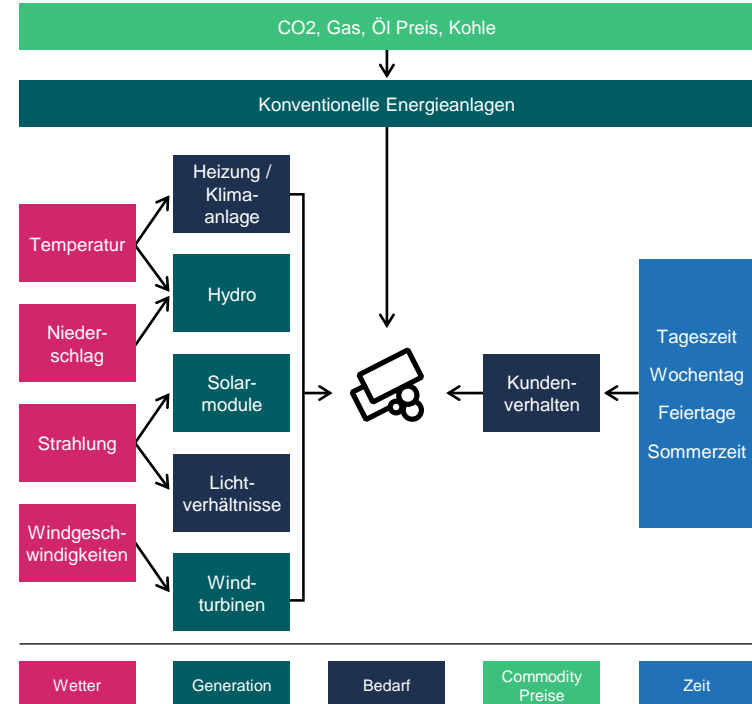 CO2, Gas, Öl Preis, Kohle
Konventionelle Energieanlagen
Heizung /
Klima-
anlage
Temperatur
Hydro
Nieder-
schlag
Solar-
module
Strahlung
Licht-
verhältnisse
Windgesch-
windigkeiten
Wind-
turbinen
Kunden-
verhalten
Tageszeit
Wochentag
Feiertage
Sommerzeit
Wetter
Generation
Bedarf
Commodity
Preise
Zeit